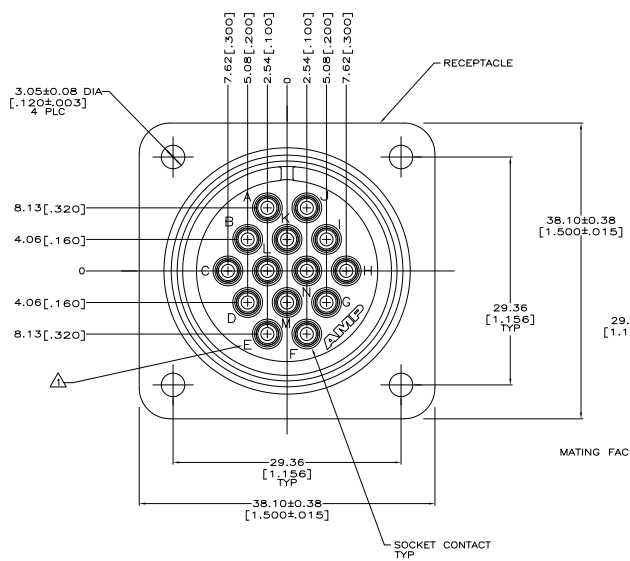 7.62[.300]
5.08[.200]
2.54[.100]
0
2.54[.100]
5.08[.200]
7.62[.300]
RECEPTACLE
3.05±0.08 DIA
[.120±.003]
4 PLC
A
J
8.13[.320]
B
K
I
4.06[.160]
38.10±0.38
[1.500±.015]
L
0
C
H
N
4.06[.160]
G
29.36
[1.156]
TYP
29.
[1.1
D
M
8.13[.320]
E
F
AMP
1
MATING FAC
29.36
[1.156]
TYP
38.10±0.38
[1.500±.015]
SOCKET CONTACT
TYP